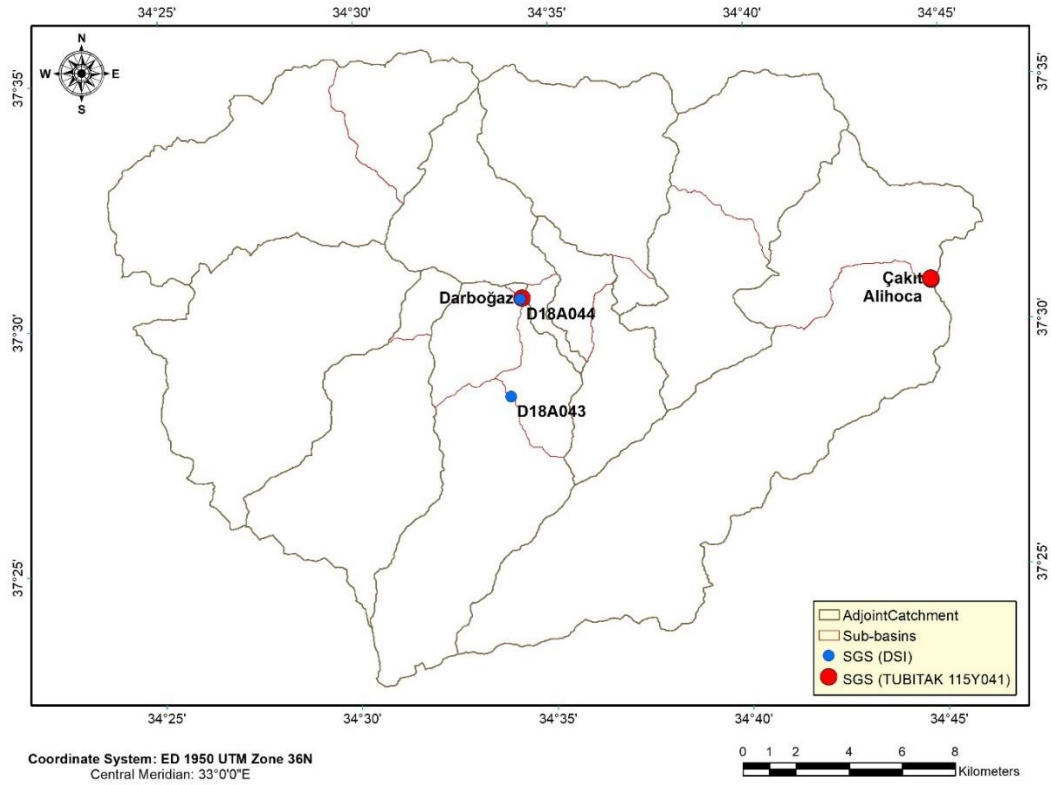 34°25'
34°30'
34°35'
34°40'
34°45'
N
W
E
S
37°35'
37°35'
Çakıt
Alihoca
Darboğaz
D18A044
37°30'
37°30'
D18A043
37°25'
37°25'
AdjointCatchment
Sub-basins
SGS (DSI)
SGS (TUBITAK 115Y041)
34°25'
34°30'
34°35'
34°40'
34°45'
Coordinate System: ED 1950 UTM Zone 36N
Central Meridian: 33°0'0"E
0 1 2 4 6 8
Kilometers